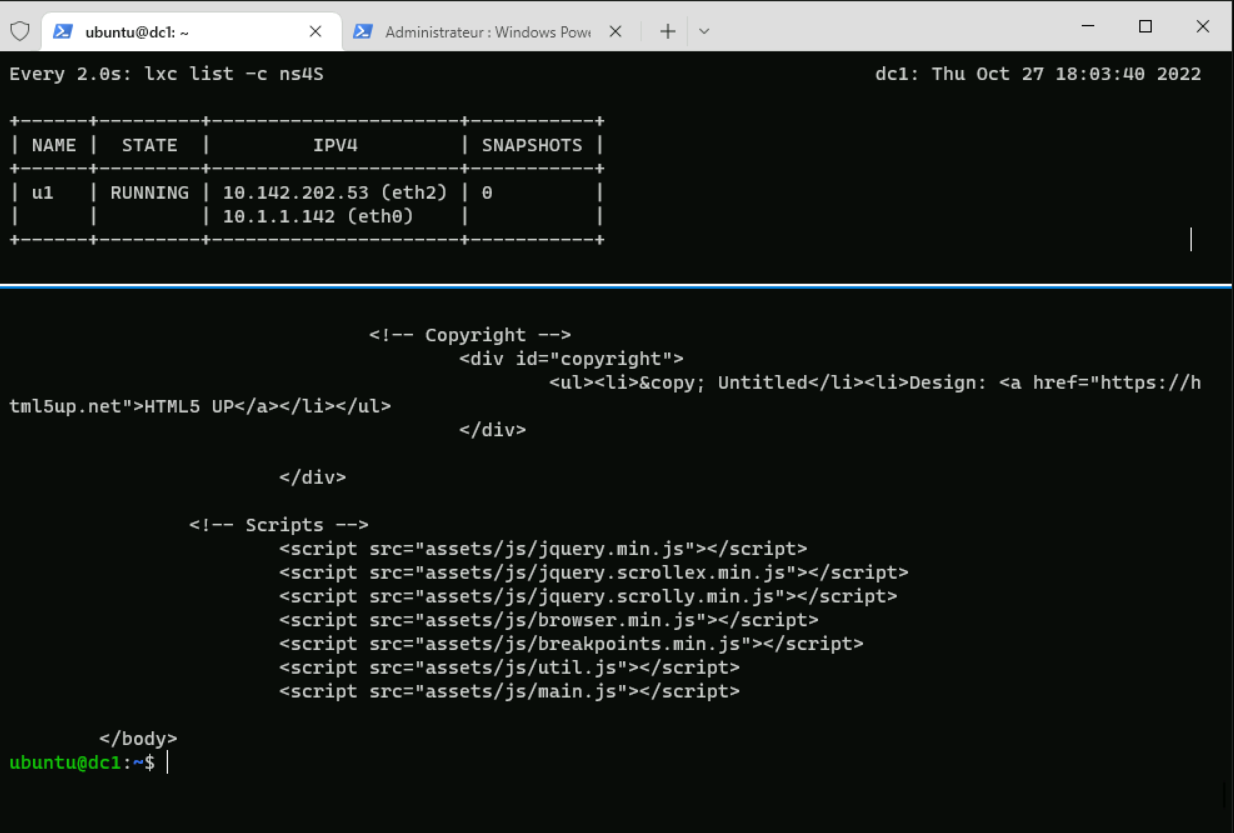 ubuntu@dc1: ~
Administrateur : Windows Powe
Every 2.0s: lxc list -c ns4S dc1: Thu Oct 27 18:03:40 2022
+------+---------+----------------------+-----------+
| NAME | STATE | IPV4 | SNAPSHOTS |
+------+---------+----------------------+-----------+
| u1 | RUNNING | 10.142.202.53 (eth2) | 0 |
| | | 10.1.1.142 (eth0) | |
+------+---------+----------------------+-----------+
<!-- Copyright -->
<div id="copyright">
<ul><li>&copy; Untitled</li><li>Design: <a href="https://h
tml5up.net">HTML5 UP</a></li></ul>
</div>
</div>
<!-- Scripts -->
<script src="assets/js/jquery.min.js"></script>
<script src="assets/js/jquery.scrollex.min.js"></script>
<script src="assets/js/jquery.scrolly.min.js"></script>
<script src="assets/js/browser.min.js"></script>
<script src="assets/js/breakpoints.min.js"></script>
<script src="assets/js/util.js"></script>
<script src="assets/js/main.js"></script>
</body>
ubuntu@dc1:~$